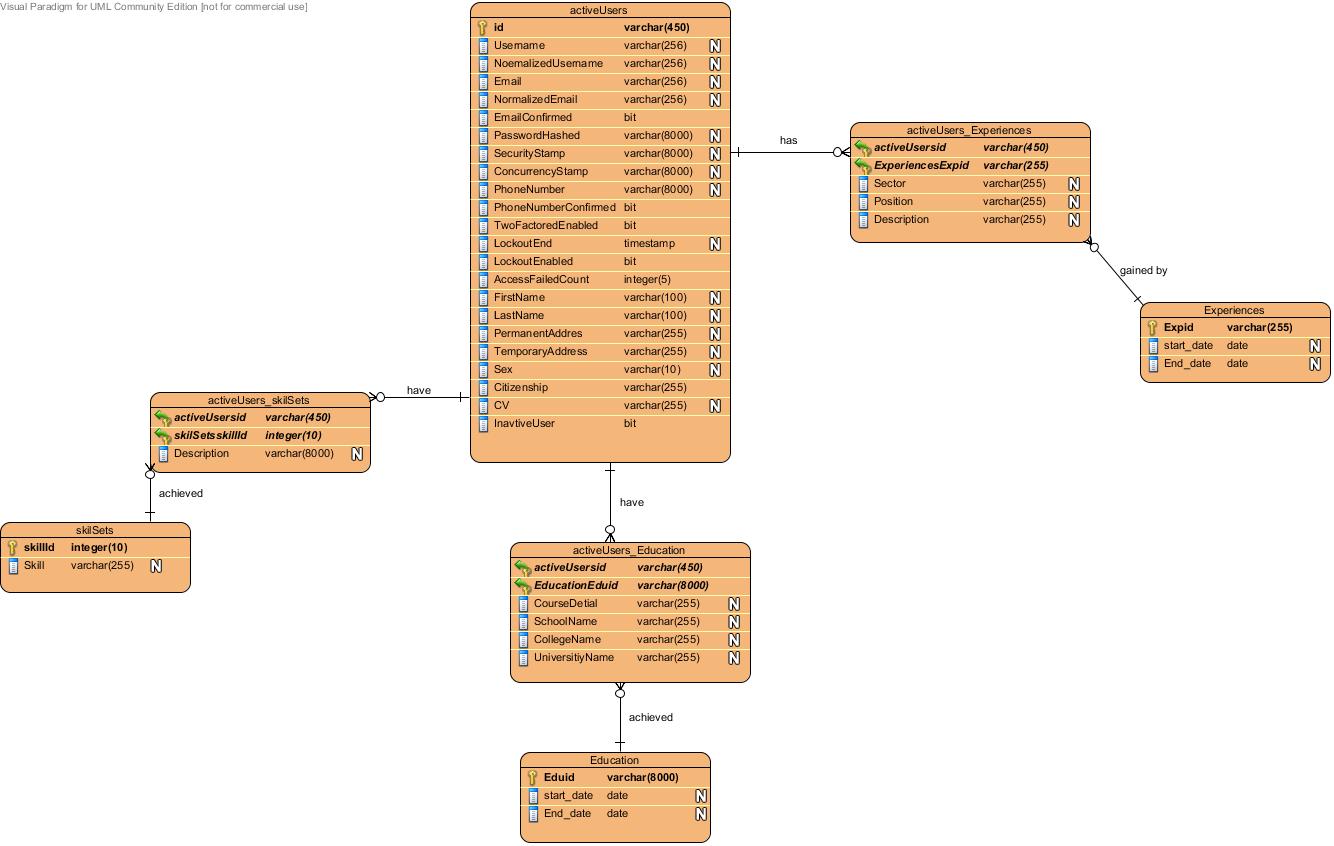 Visual Paradigm for UML Community Edition [not for commercial use]
activeUsers
id varchar(450)
Username varchar(256) N
NoemalizedUsername varchar(256) N
Email varchar(256) N
NormalizedEmail varchar(256) N
EmailConfirmed bit
PasswordHashed varchar(8000) N
SecurityStamp varchar(8000) N
ConcurrencyStamp varchar(8000) N
PhoneNumber varchar(8000) N
PhoneNumberConfirmed bit
TwoFactoredEnabled bit
LockoutEnd timestamp N
LockoutEnabled bit
AccessFailedCount integer(5)
FirstName varchar(100) N
LastName varchar(100) N
PermanentAddres varchar(255) N
TemporaryAddress varchar(255) N
Sex varchar(10) N
Citizenship varchar(255)
CV varchar(255) N
InavtiveUser bit
has
activeUsers_Experiences
activeUsersid varchar(450)
ExperiencesExpid varchar(255)
Sector varchar(255) N
Position varchar(255) N
Description varchar(255) N
gained by
Experiences
Expid varchar(255)
start_date date N
End_date date N
have
activeUsers_skilSets
activeUsersid varchar(450)
skilSetsskillId integer(10)
Description varchar(8000) N
achieved
skilSets
skillId integer(10)
Skill varchar(255) N
have
activeUsers_Education
activeUsersid varchar(450)
EducationEduid varchar(8000)
CourseDetial varchar(255) N
SchoolName varchar(255) N
CollegeName varchar(255) N
UniversitiyName varchar(255) N
achieved
Education
Eduid varchar(8000)
start_date date N
End_date date N